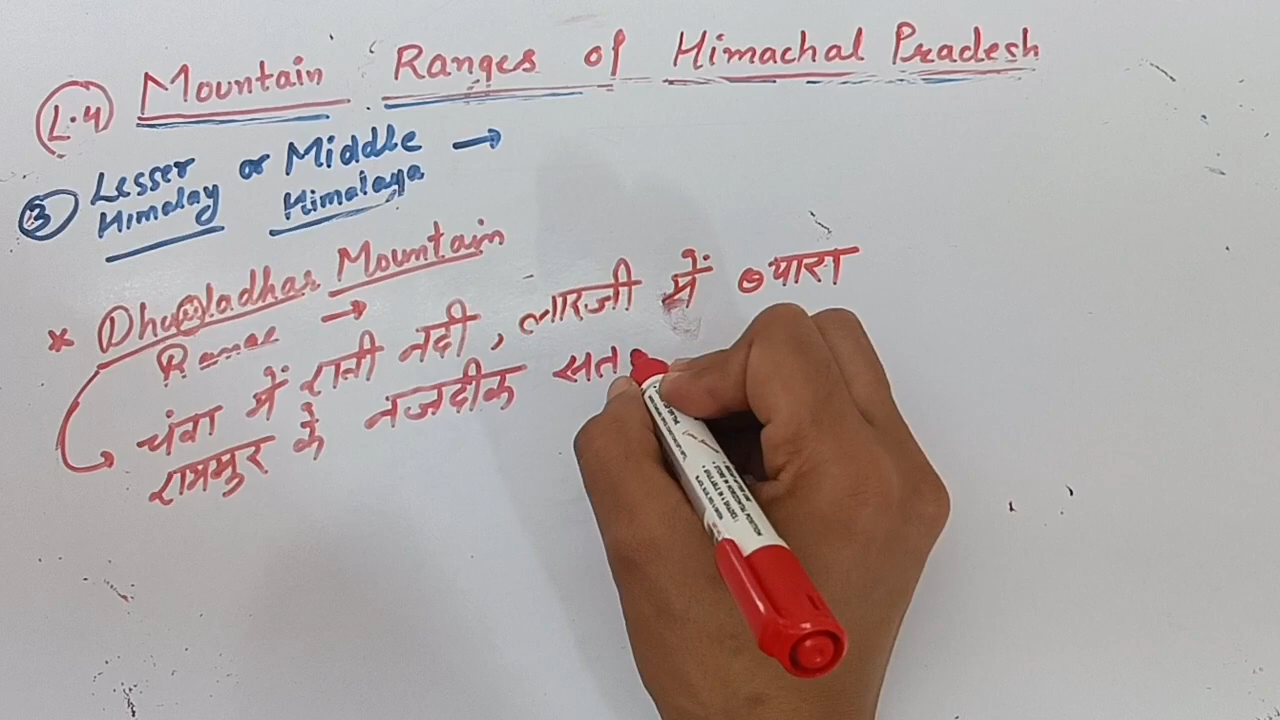 L.4 Mountain Ranges of Himachal Pradesh
3 Lesser or Middle →
Himalay Himalaya
* Dhauladhar Mountain
Range →
चंबा में रावी नदी, लारजी में व्यास
रामपुर के नजदीक सत